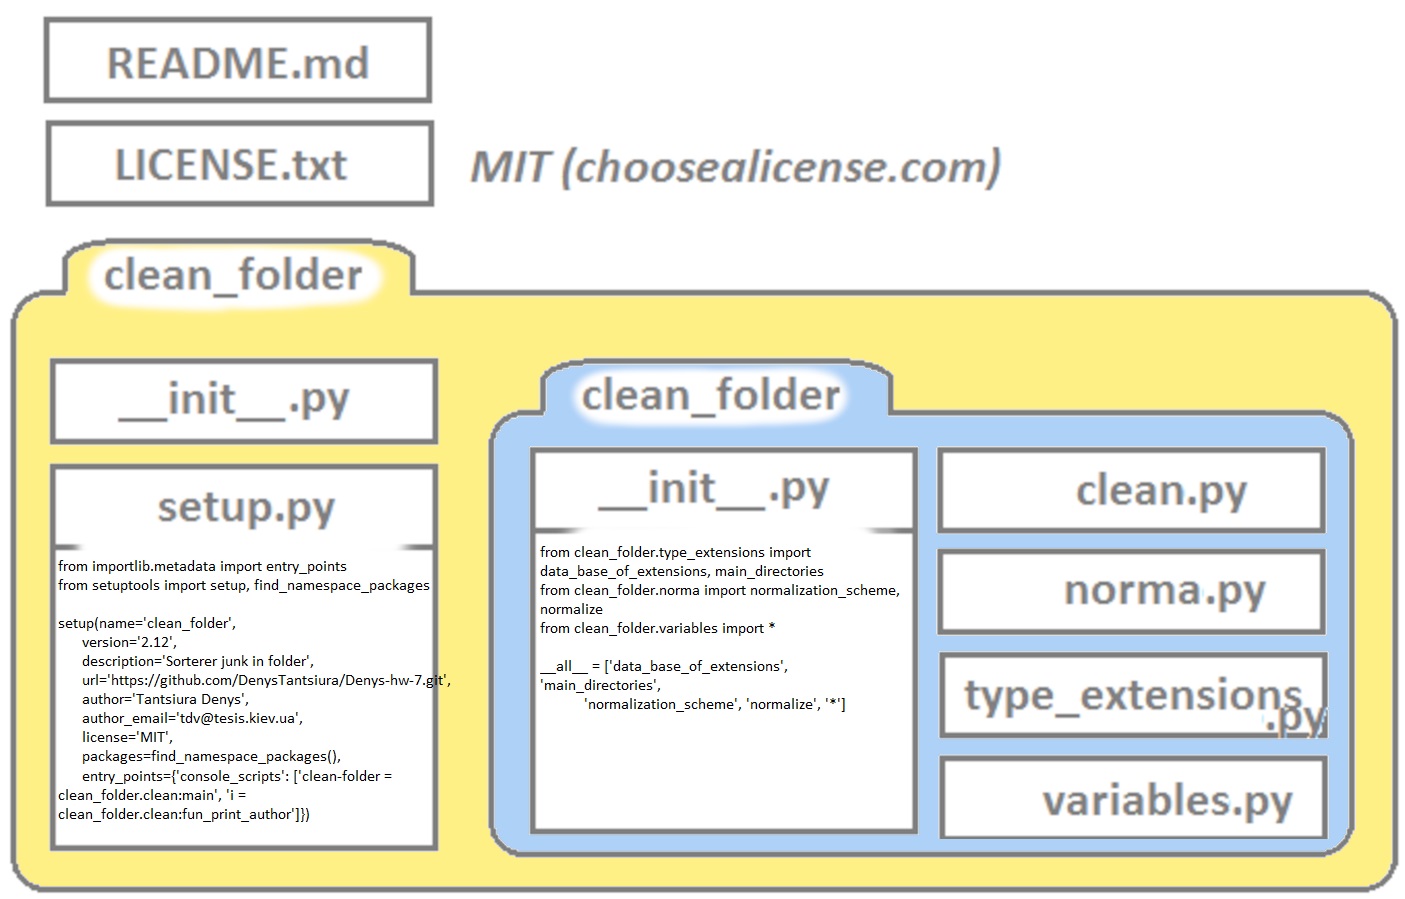 README.md
LICENSE.txt
MIT (choosealicense.com)
clean_folder
__init__.py
setup.py
from importlib.metadata import entry_points
from setuptools import setup, find_namespace_packages
setup(name='clean_folder',
version='2.12',
description='Sorterer junk in folder',
url='https://github.com/DenysTantsiura/Denys-hw-7.git',
author='Tantsiura Denys',
author_email='tdv@tesis.kiev.ua',
license='MIT',
packages=find_namespace_packages(),
entry_points={'console_scripts': ['clean-folder =
clean_folder.clean:main', 'i =
clean_folder.clean:fun_print_author']})
clean_folder
__init__.py
from clean_folder.type_extensions import
data_base_of_extensions, main_directories
from clean_folder.norma import normalization_scheme,
normalize
from clean_folder.variables import *
__all__ = ['data_base_of_extensions',
'main_directories',
'normalization_scheme', 'normalize', '*']
clean.py
norma.py
type_extensions
.py
variables.py